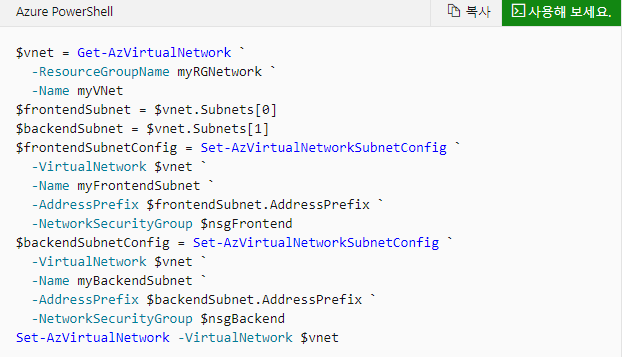 Azure PowerShell 복사 사용해 보세요.
$vnet = Get-AzVirtualNetwork `
  -ResourceGroupName myRGNetwork `
  -Name myVNet
$frontendSubnet = $vnet.Subnets[0]
$backendSubnet = $vnet.Subnets[1]
$frontendSubnetConfig = Set-AzVirtualNetworkSubnetConfig `
  -VirtualNetwork $vnet `
  -Name myFrontendSubnet `
  -AddressPrefix $frontendSubnet.AddressPrefix `
  -NetworkSecurityGroup $nsgFrontend
$backendSubnetConfig = Set-AzVirtualNetworkSubnetConfig `
  -VirtualNetwork $vnet `
  -Name myBackendSubnet `
  -AddressPrefix $backendSubnet.AddressPrefix `
  -NetworkSecurityGroup $nsgBackend
Set-AzVirtualNetwork -VirtualNetwork $vnet